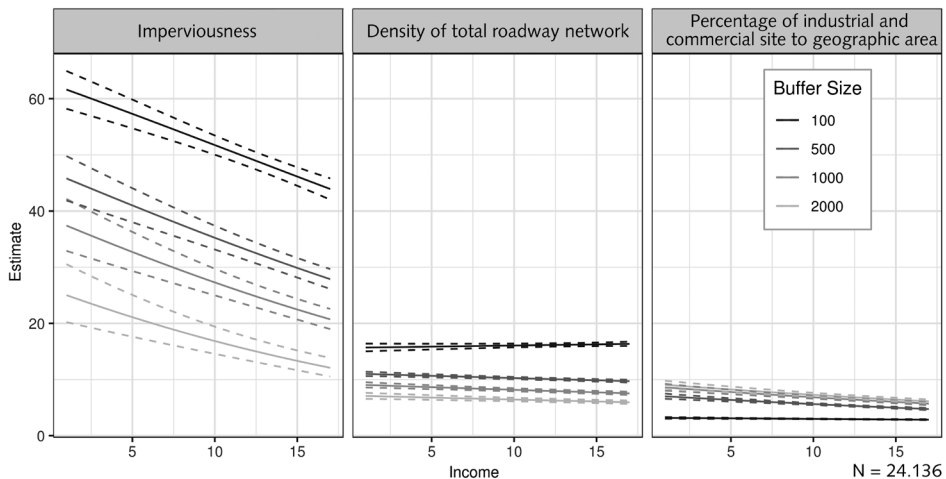 Imperviousness
Density of total roadway network
Percentage of industrial and
commercial site to geographic area
Estimate
60
40
20
0
Buffer Size
100
500
1000
2000
5 10 15
5 10 15
5 10 15
Income
N = 24.136